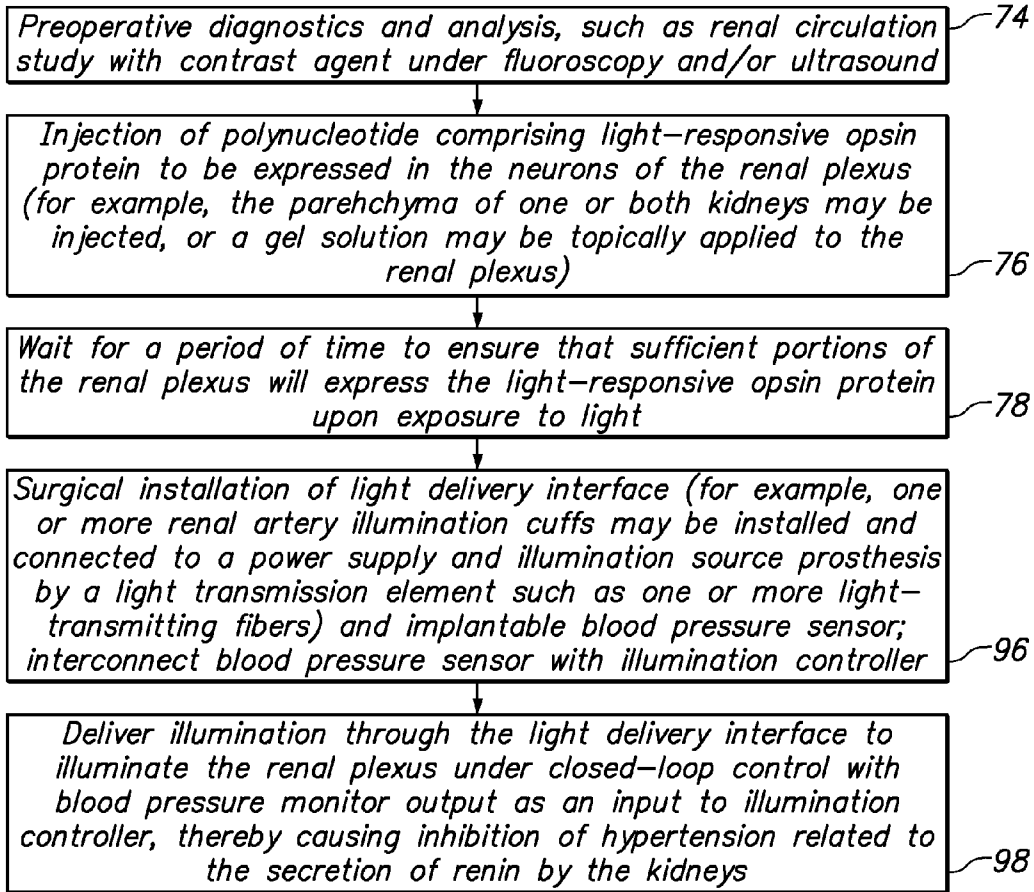 Preoperative diagnostics and analysis, such as renal circulation
study with contrast agent under fluoroscopy and/or ultrasound
74
Injection of polynucleotide comprising light-responsive opsin
protein to be expressed in the neurons of the renal plexus
(for example, the parehchyma of one or both kidneys may be
injected, or a gel solution may be topically applied to the
renal plexus)
76
Wait for a period of time to ensure that sufficient portions of
the renal plexus will express the light-responsive opsin protein
upon exposure to light
78
Surgical installation of light delivery interface (for example, one
or more renal artery illumination cuffs may be installed and
connected to a power supply and illumination source prosthesis
by a light transmission element such as one or more light-
transmitting fibers) and implantable blood pressure sensor;
interconnect blood pressure sensor with illumination controller
96
Deliver illumination through the light delivery interface to
illuminate the renal plexus under closed-loop control with
blood pressure monitor output as an input to illumination
controller, thereby causing inhibition of hypertension related to
the secretion of renin by the kidneys
98